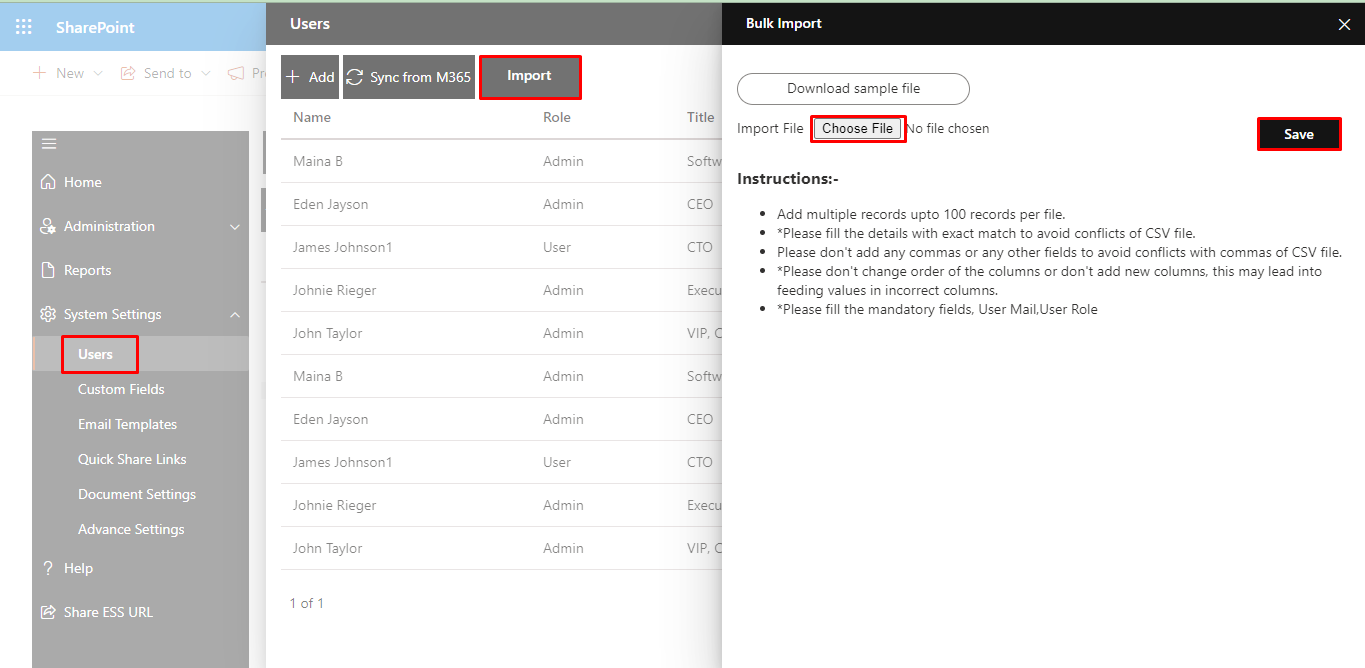 SharePoint
New
Send to
Home
Administration
Reports
System Settings
Users
Custom Fields
Email Templates
Quick Share Links
Document Settings
Advance Settings
Help
Share ESS URL
Users
Add
Sync from M365
Import
Name Role Title
Maina B Admin
Eden Jayson Admin CEO
James Johnson1 User CTO
Johnie Rieger Admin
John Taylor Admin VIP,
Maina B Admin
Eden Jayson Admin CEO
James Johnson1 User CTO
Johnie Rieger Admin
John Taylor Admin VIP,
1 of 1
Bulk Import
Download sample file
Import File Choose File No file chosen
Save
Instructions:-
Add multiple records upto 100 records per file.
*Please fill the details with exact match to avoid conflicts of CSV file.
Please don't add any commas or any other fields to avoid conflicts with commas of CSV file.
*Please don't change order of the columns or don't add new columns, this may lead into
feeding values in incorrect columns.
*Please fill the mandatory fields, User Mail,User Role